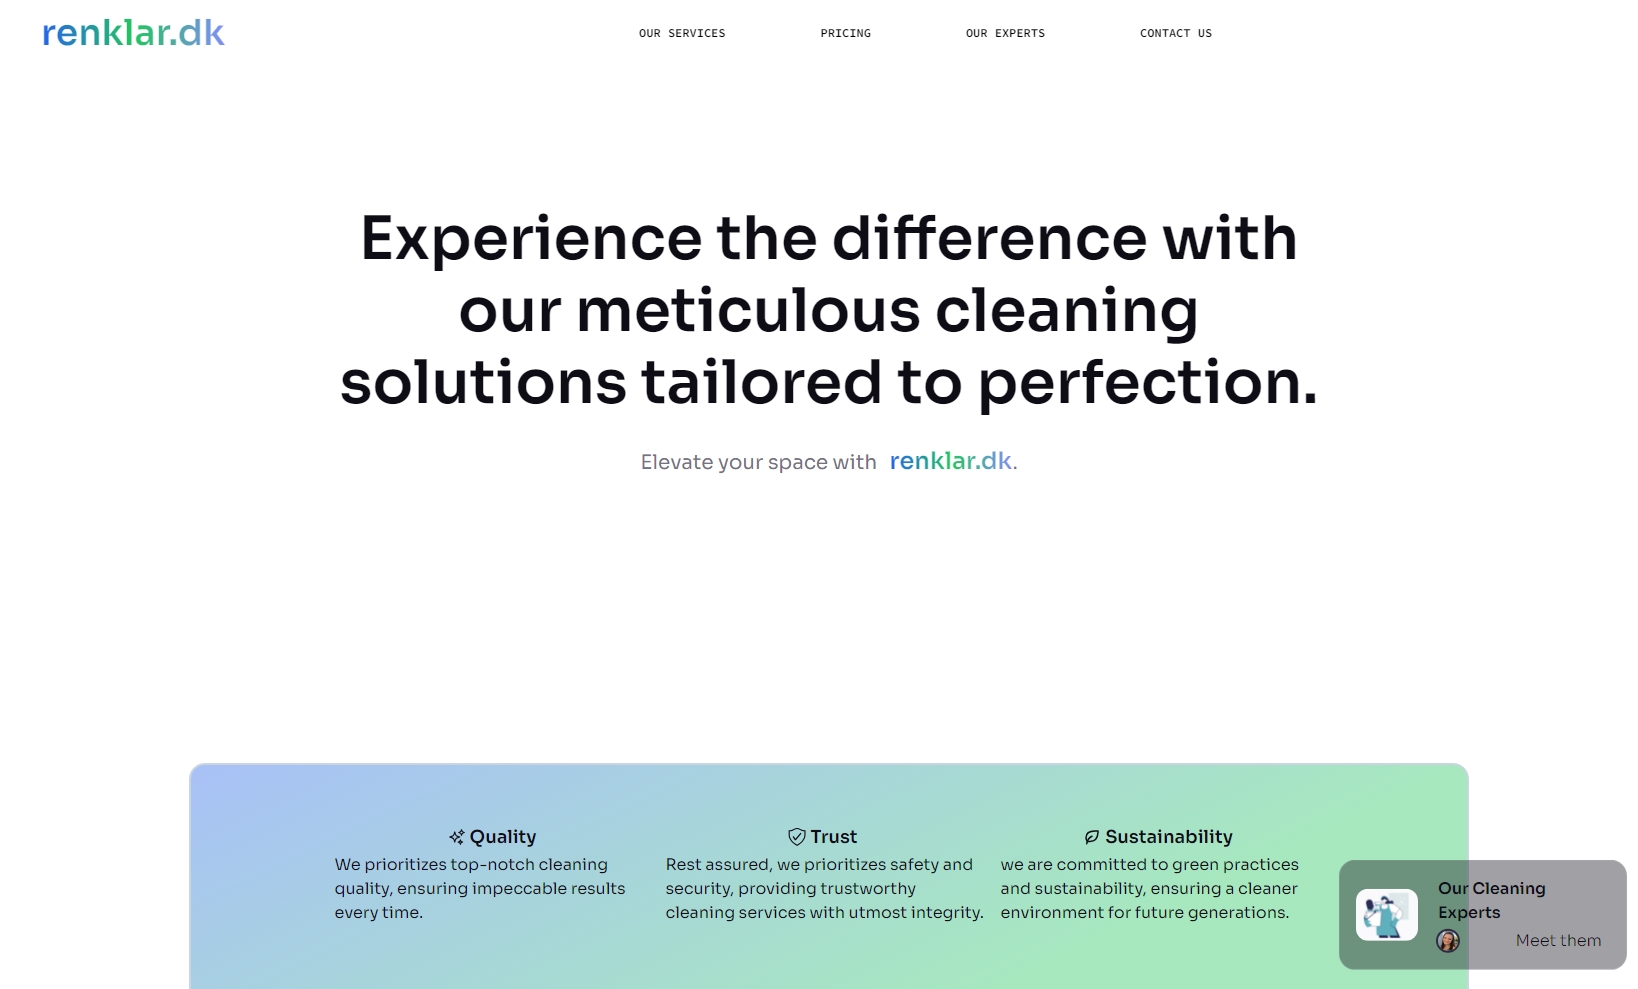 renklar.dk
OUR SERVICES
PRICING
OUR EXPERTS
CONTACT US
Experience the difference with
our meticulous cleaning
solutions tailored to perfection.
Elevate your space with renklar.dk.
Quality
We prioritizes top-notch cleaning
quality, ensuring impeccable results
every time.
Trust
Rest assured, we prioritizes safety and
security, providing trustworthy
cleaning services with utmost integrity.
Sustainability
we are committed to green practices
and sustainability, ensuring a cleaner
environment for future generations.
Our Cleaning
Experts
Meet them